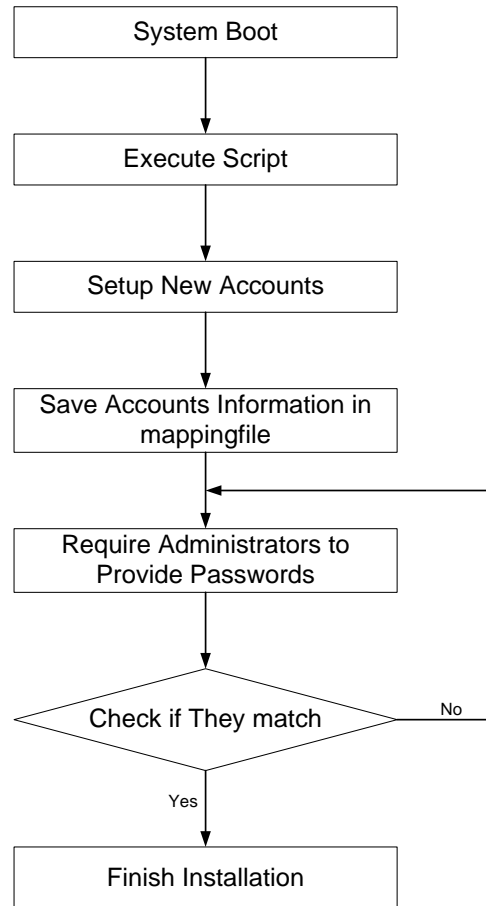 System Boot
Execute Script
Setup New Accounts
Save Accounts Information in
mappingfile
Require Administrators to
Provide Passwords
Check if They match
No
Yes
Finish Installation